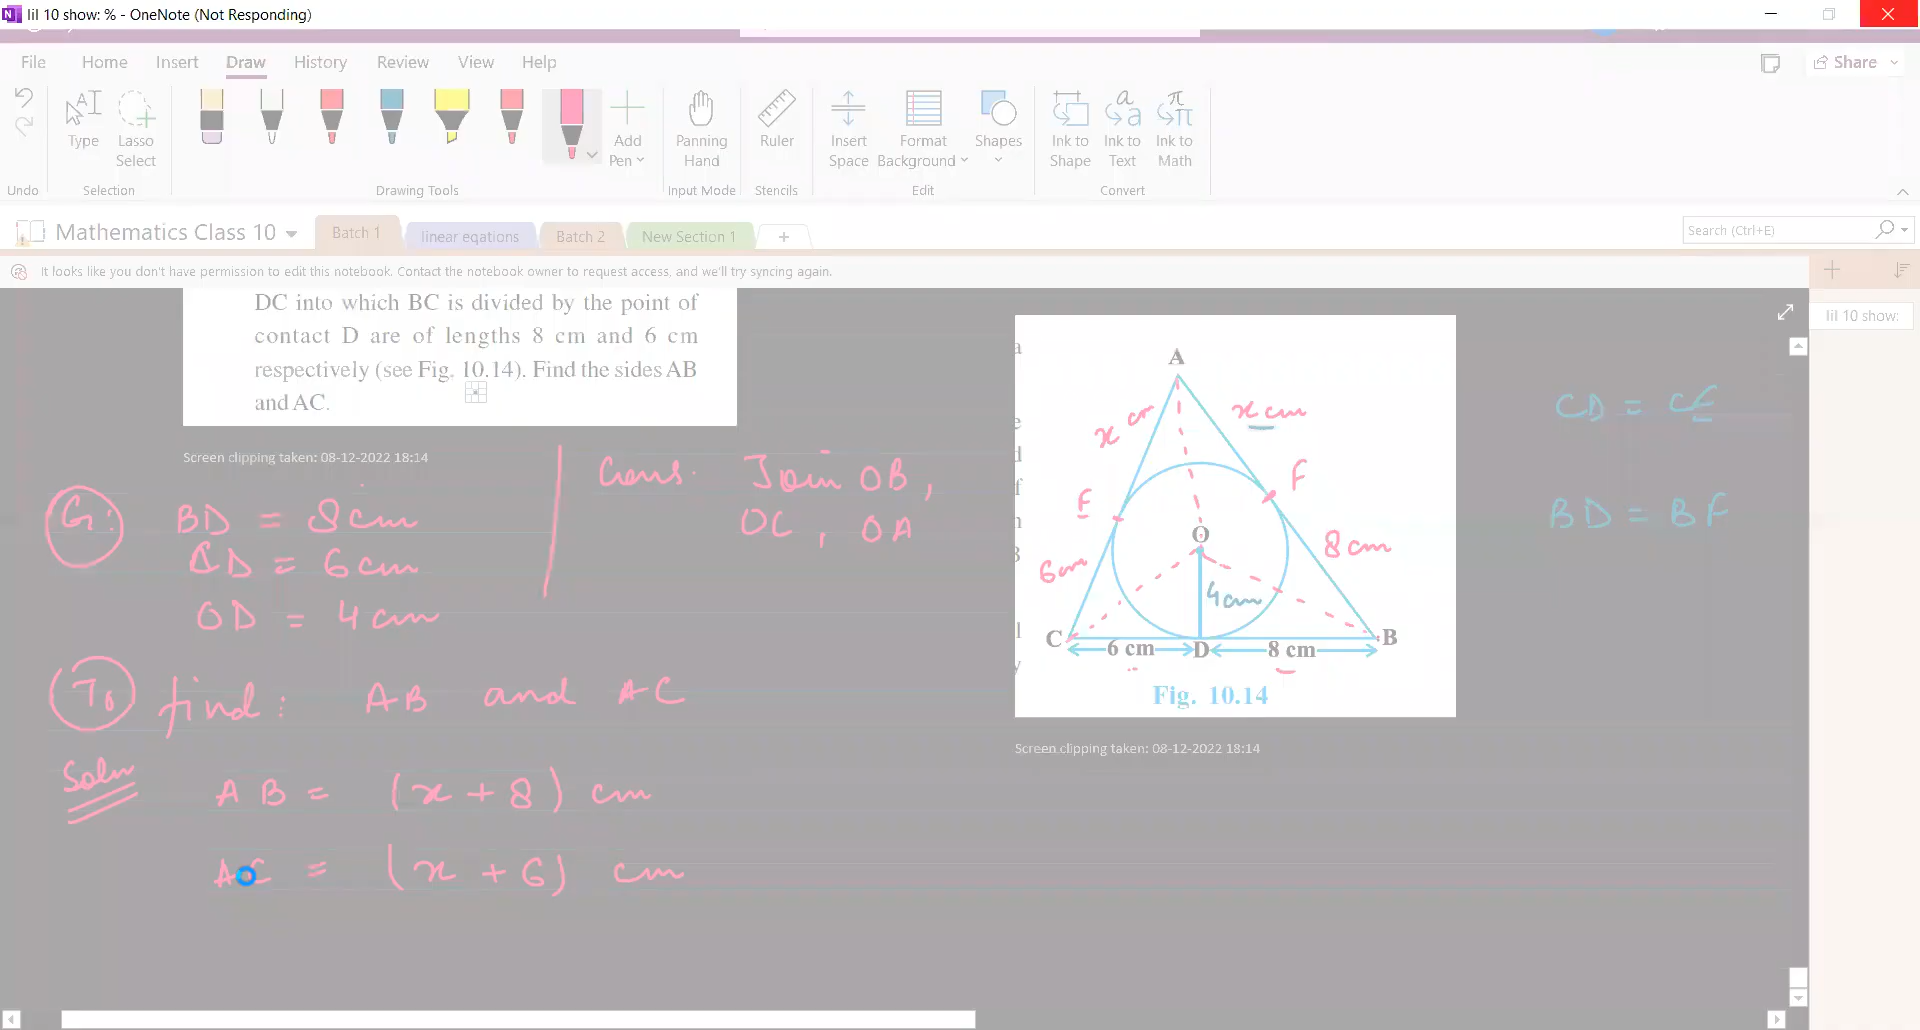 lil 10 show: % - OneNote (Not Responding)
File Home Insert Draw History Review View Help
Share
Type
Lasso Select
Add Pen
Panning Hand
Ruler
Insert Space
Format Background
Shapes
Ink to Shape
Ink to Text
Ink to Math
Undo Selection Drawing Tools Input Mode Stencils Edit Convert
Mathematics Class 10 Batch 1 linear eqations Batch 2 New Section 1 +
Search (Ctrl+E)
It looks like you don't have permission to edit this notebook. Contact the notebook owner to request access, and we'll try syncing again.
lil 10 show:
DC into which BC is divided by the point of
contact D are of lengths 8 cm and 6 cm
respectively (see Fig. 10.14). Find the sides AB
and AC.
Screen clipping taken: 08-12-2022 18:14
G: BD = 8cm
CD = 6cm
OD = 4cm
Cons. Join OB,
OC, OA
To find: AB and AC
Soln
AB = (x + 8) cm
AC = (x + 6) cm
A
x cm
F
8 cm
O
4cm
6cm
C
D
B
6 cm
8 cm
Fig. 10.14
Screen clipping taken: 08-12-2022 18:14
BD = BF